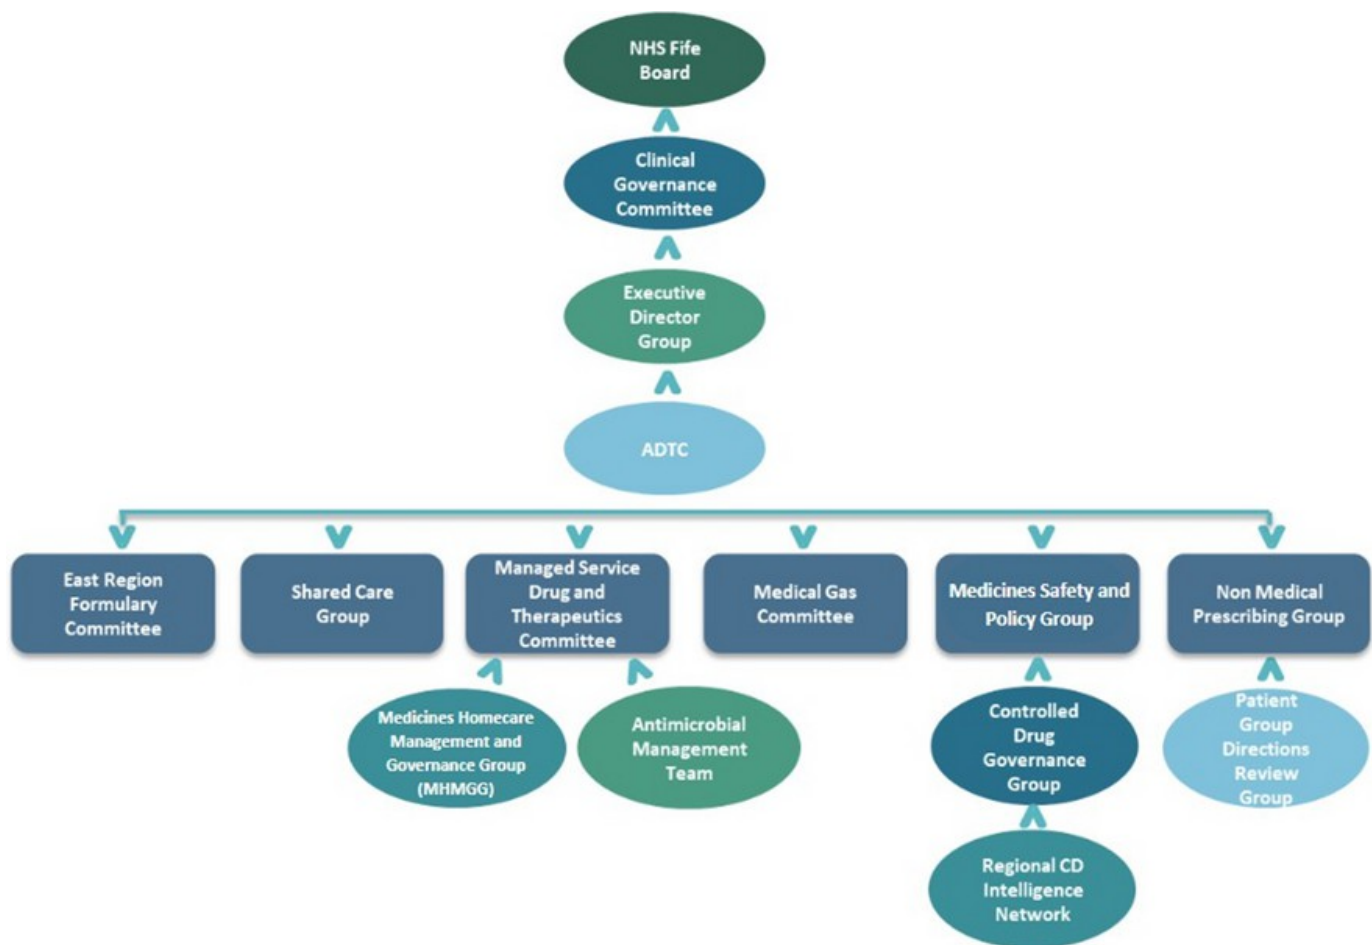 NHS Fife
Board
Clinical
Governance
Committee
Executive
Director
Group
ADTC
East Region
Formulary
Committee
Shared Care
Group
Managed Service
Drug and
Therapeutics
Committee
Medical Gas
Committee
Medicines Safety and
Policy Group
Non Medical
Prescribing Group
Medicines Homecare
Management and
Governance Group
(MHMGG)
Antimicrobial
Management
Team
Controlled
Drug
Governance
Group
Patient
Group
Directions
Review
Group
Regional CD
Intelligence
Network